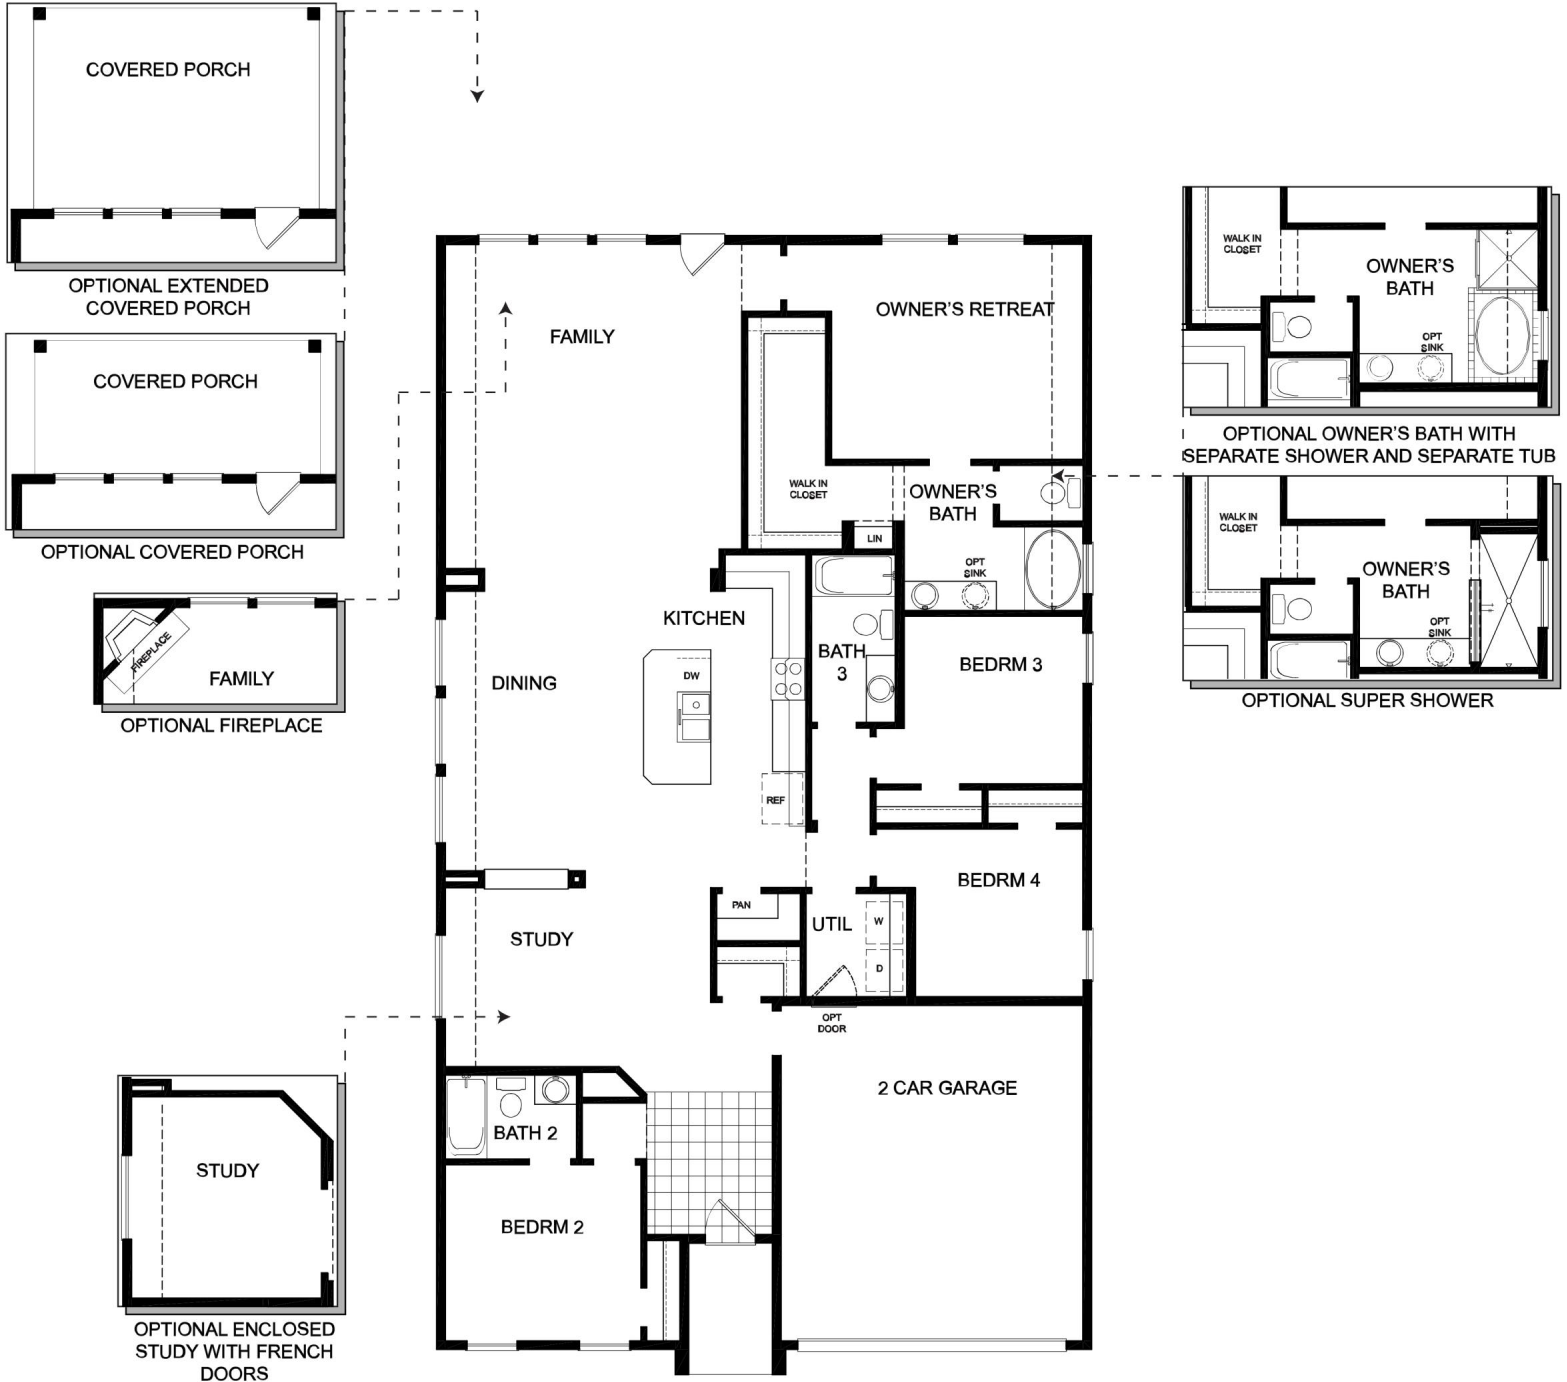 COVERED PORCH
OPTIONAL EXTENDED
COVERED PORCH
COVERED PORCH
OPTIONAL COVERED PORCH
FIREPLACE
FAMILY
OPTIONAL FIREPLACE
STUDY
OPTIONAL ENCLOSED
STUDY WITH FRENCH
DOORS
FAMILY
OWNER'S RETREAT
WALK IN
CLOSET
OWNER'S
BATH
LIN
OPT
SINK
KITCHEN
DW
DINING
REF
BATH
3
BEDRM 3
BEDRM 4
PAN
UTIL
W
D
STUDY
OPT
DOOR
2 CAR GARAGE
BATH 2
BEDRM 2
WALK IN
CLOSET
OWNER'S
BATH
OPT
SINK
OPTIONAL OWNER'S BATH WITH
SEPARATE SHOWER AND SEPARATE TUB
WALK IN
CLOSET
OWNER'S
BATH
OPT
SINK
OPTIONAL SUPER SHOWER